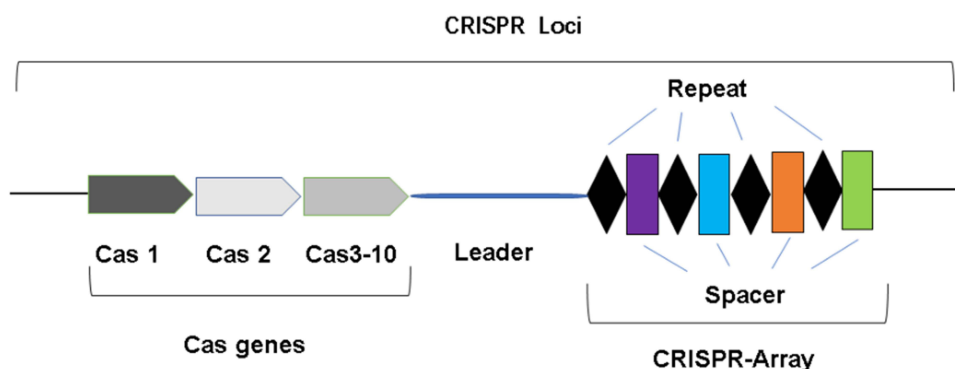 CRISPR Loci
Repeat
Cas 1
Cas 2
Cas3-10
Leader
Spacer
Cas genes
CRISPR-Array